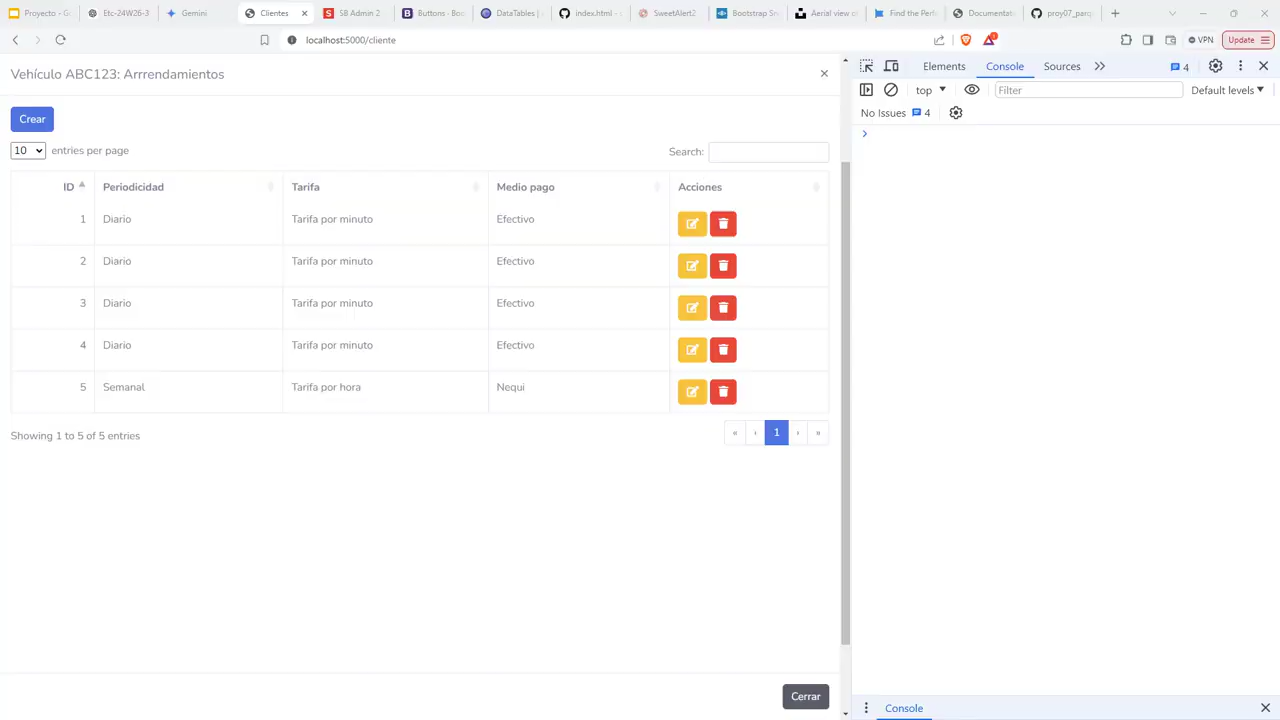 Proyecto - G
Etc-24W26-3
Gemini
Clientes
SB Admin 2
Buttons - Bo
DataTables |
index.html -
SweetAlert2
Bootstrap Sn
Aerial view of
Find the Perf
Documentat
proy07_parq
localhost:5000/cliente
VPN
Update
Vehículo ABC123: Arrrendamientos
×
Elements Console Sources
4
top
Filter
Default levels
No Issues 4
Crear
10 entries per page
Search:
ID Periodicidad Tarifa Medio pago Acciones
1 Diario Tarifa por minuto Efectivo
2 Diario Tarifa por minuto Efectivo
3 Diario Tarifa por minuto Efectivo
4 Diario Tarifa por minuto Efectivo
5 Semanal Tarifa por hora Nequi
Showing 1 to 5 of 5 entries
« ‹ 1 › »
Cerrar
Console